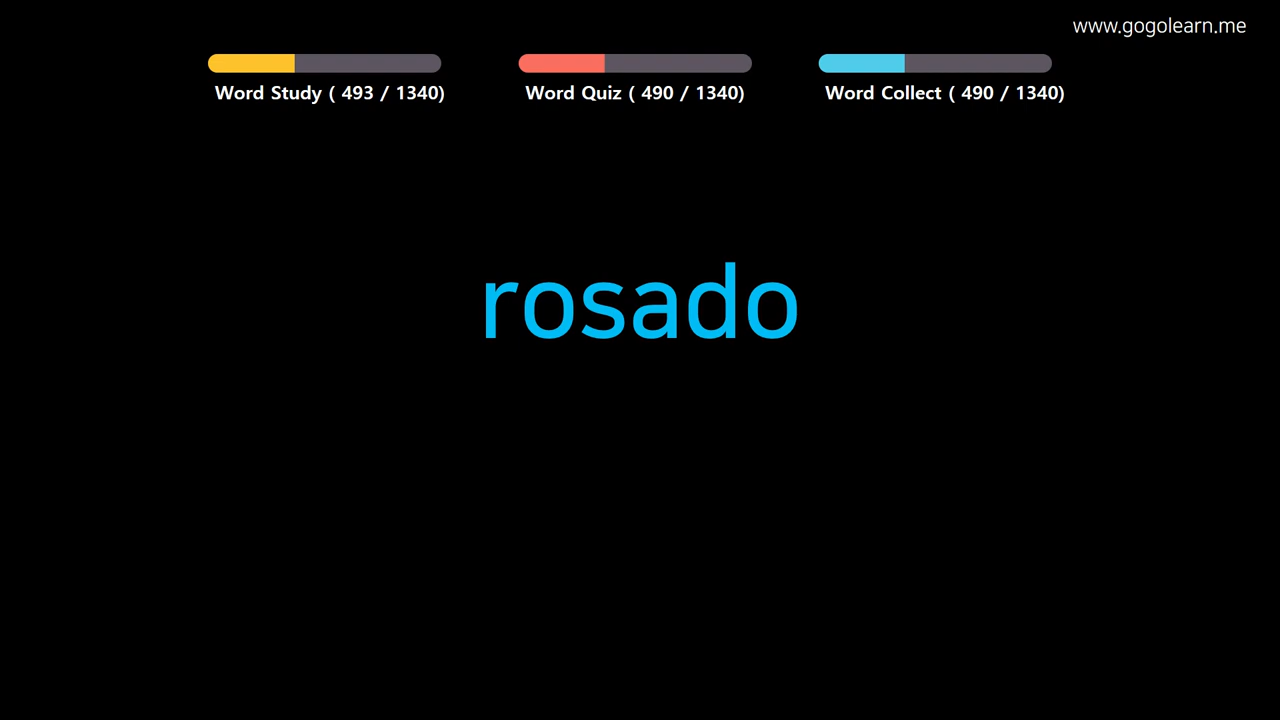 www.gogolearn.me
Word Study ( 493 / 1340)
Word Quiz ( 490 / 1340)
Word Collect ( 490 / 1340)
rosado